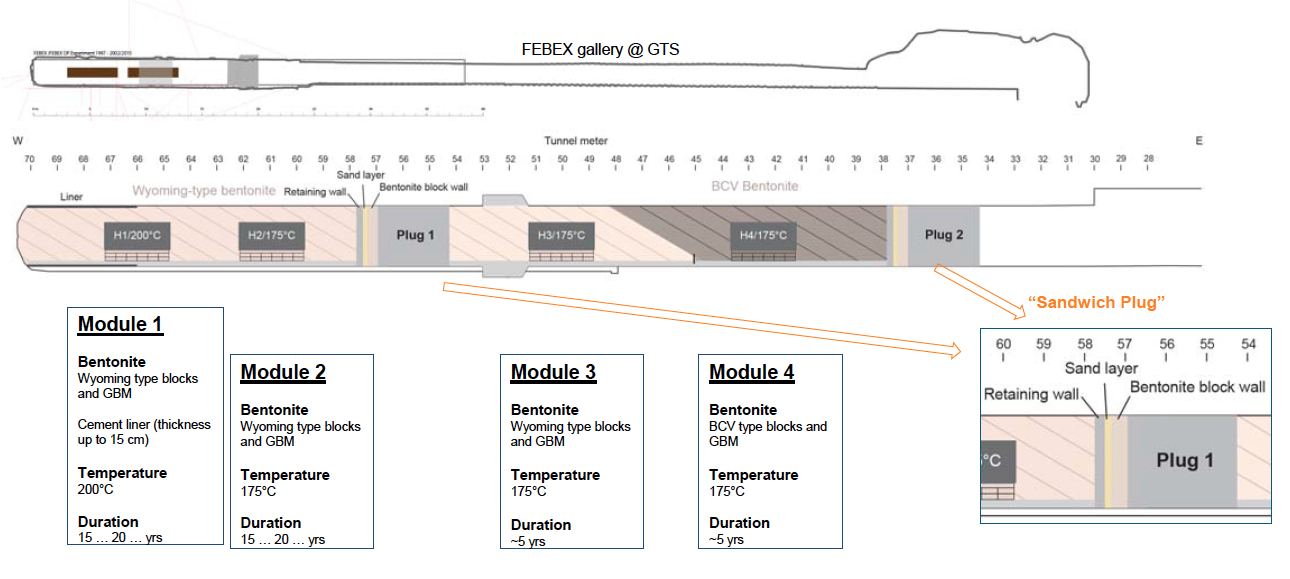 FEBEX gallery @ GTS
W
Tunnel meter
E
70 69 68 67 66 65 64 63 62 61 60 59 58 57 56 55 54 53 52 51 50 49 48 47 46 45 44 43 42 41 40 39 38 37 36 35 34 33 32 31 30 29 28
Sand layer
Liner
Wyoming-type bentonite
Retaining wall
Bentonite block wall
BCV Bentonite
H1/200°C
H2/175°C
Plug 1
H3/175°C
H4/175°C
Plug 2
Module 1
Bentonite
Wyoming type blocks
and GBM
Cement liner (thickness
up to 15 cm)
Temperature
200°C
Duration
15 ... 20 ... yrs
Module 2
Bentonite
Wyoming type blocks
and GBM
Temperature
175°C
Duration
15 ... 20 ... yrs
Module 3
Bentonite
Wyoming type blocks
and GBM
Temperature
175°C
Duration
~5 yrs
Module 4
Bentonite
BCV type blocks and
GBM
Temperature
175°C
Duration
~5 yrs
“Sandwich Plug”
60 59 58 57 56 55 54
Sand layer
Retaining wall
Bentonite block wall
°C
Plug 1